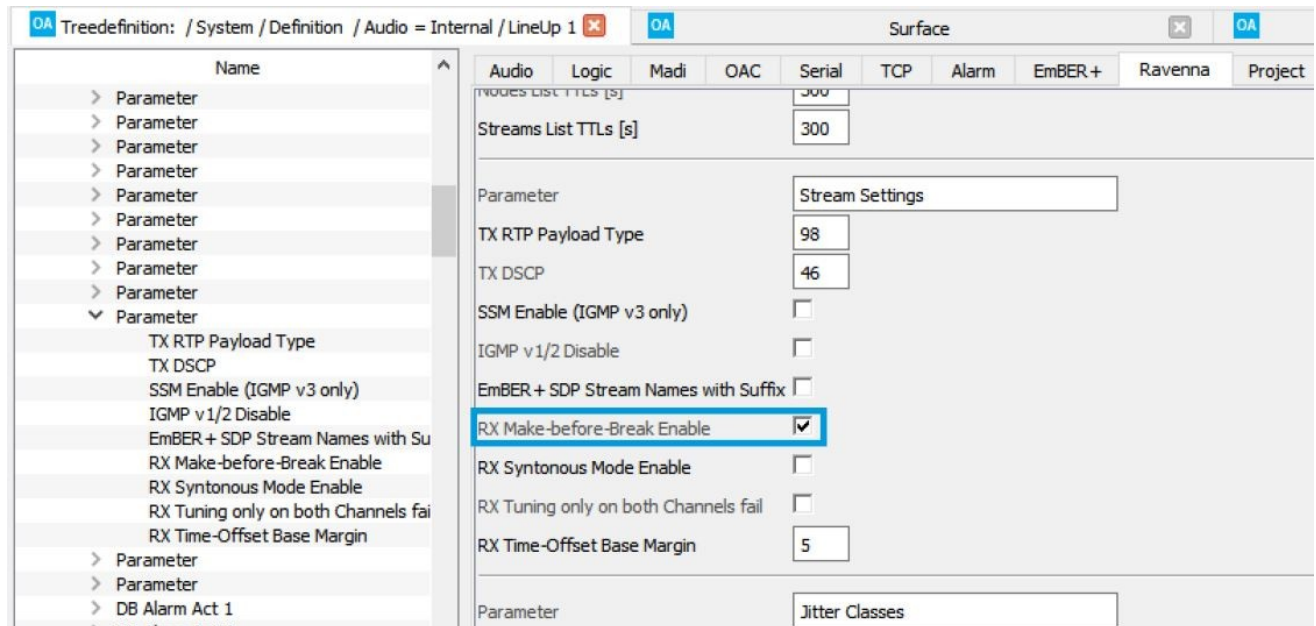 OA Treedefinition: / System / Definition / Audio = Internal / LineUp 1
OA Surface
OA
Name
Parameter
Parameter
Parameter
Parameter
Parameter
Parameter
Parameter
Parameter
Parameter
Parameter
TX RTP Payload Type
TX DSCP
SSM Enable (IGMP v3 only)
IGMP v1/2 Disable
EmBER+ SDP Stream Names with Su
RX Make-before-Break Enable
RX Syntonous Mode Enable
RX Tuning only on both Channels fai
RX Time-Offset Base Margin
Parameter
Parameter
DB Alarm Act 1
Audio Logic Madi OAC Serial TCP Alarm EmBER+ Ravenna Project
Nodes List TTLs [s] 300
Streams List TTLs [s] 300
Parameter Stream Settings
TX RTP Payload Type 98
TX DSCP 46
SSM Enable (IGMP v3 only)
IGMP v1/2 Disable
EmBER+ SDP Stream Names with Suffix
RX Make-before-Break Enable
RX Syntonous Mode Enable
RX Tuning only on both Channels fail
RX Time-Offset Base Margin 5
Parameter Jitter Classes